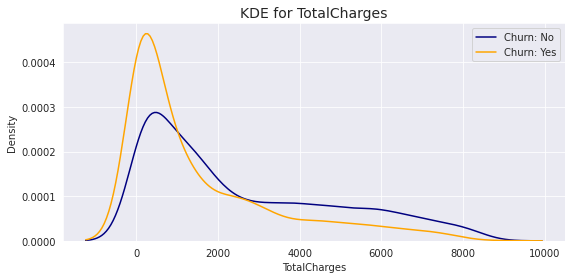 KDE for TotalCharges
Churn: No
Churn: Yes
Density
0.0004
0.0003
0.0002
0.0001
0.0000
0
2000
4000
6000
8000
10000
TotalCharges